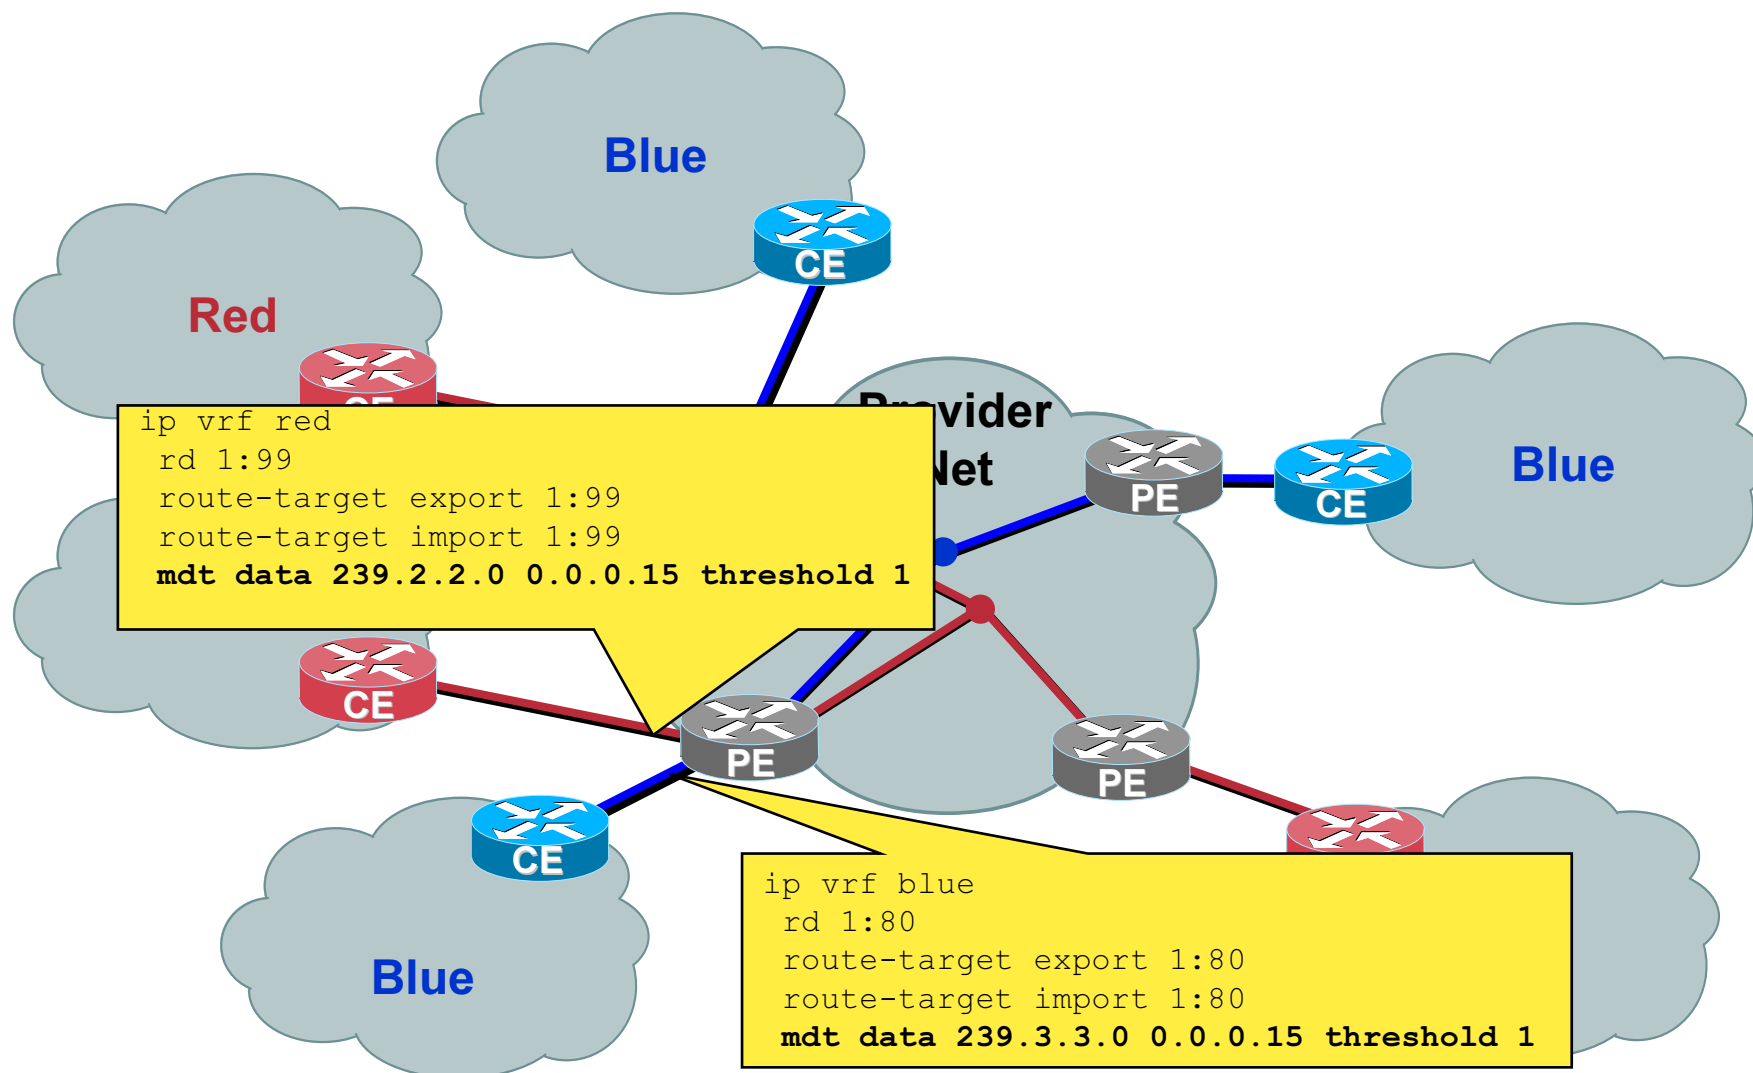 Blue
CE
Red
CE
ip vrf red
rd 1:99
route-target export 1:99
route-target import 1:99
mdt data 239.2.2.0 0.0.0.15 threshold 1
Provider
Net
PE
CE
Blue
CE
PE
PE
CE
Blue
ip vrf blue
rd 1:80
route-target export 1:80
route-target import 1:80
mdt data 239.3.3.0 0.0.0.15 threshold 1